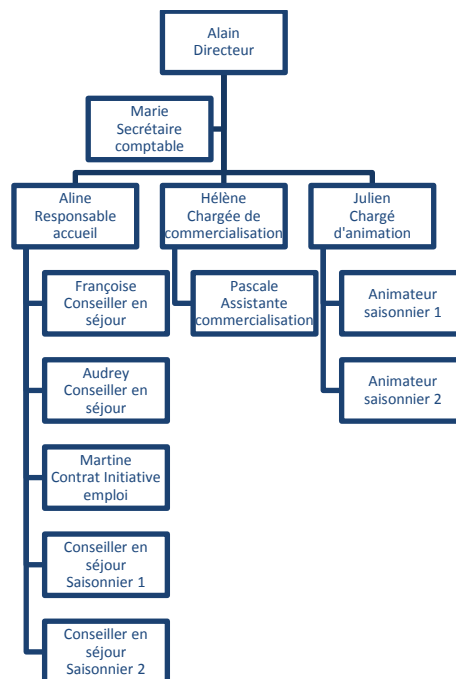 Alain
Directeur
Marie
Secrétaire
comptable
Aline
Responsable
accueil
Hélène
Chargée de
commercialisation
Julien
Chargé
d'animation
Françoise
Conseiller en
séjour
Audrey
Conseiller en
séjour
Martine
Contrat Initiative
emploi
Conseiller en
séjour
Saisonnier 1
Conseiller en
séjour
Saisonnier 2
Pascale
Assistante
commercialisation
Animateur
saisonnier 1
Animateur
saisonnier 2